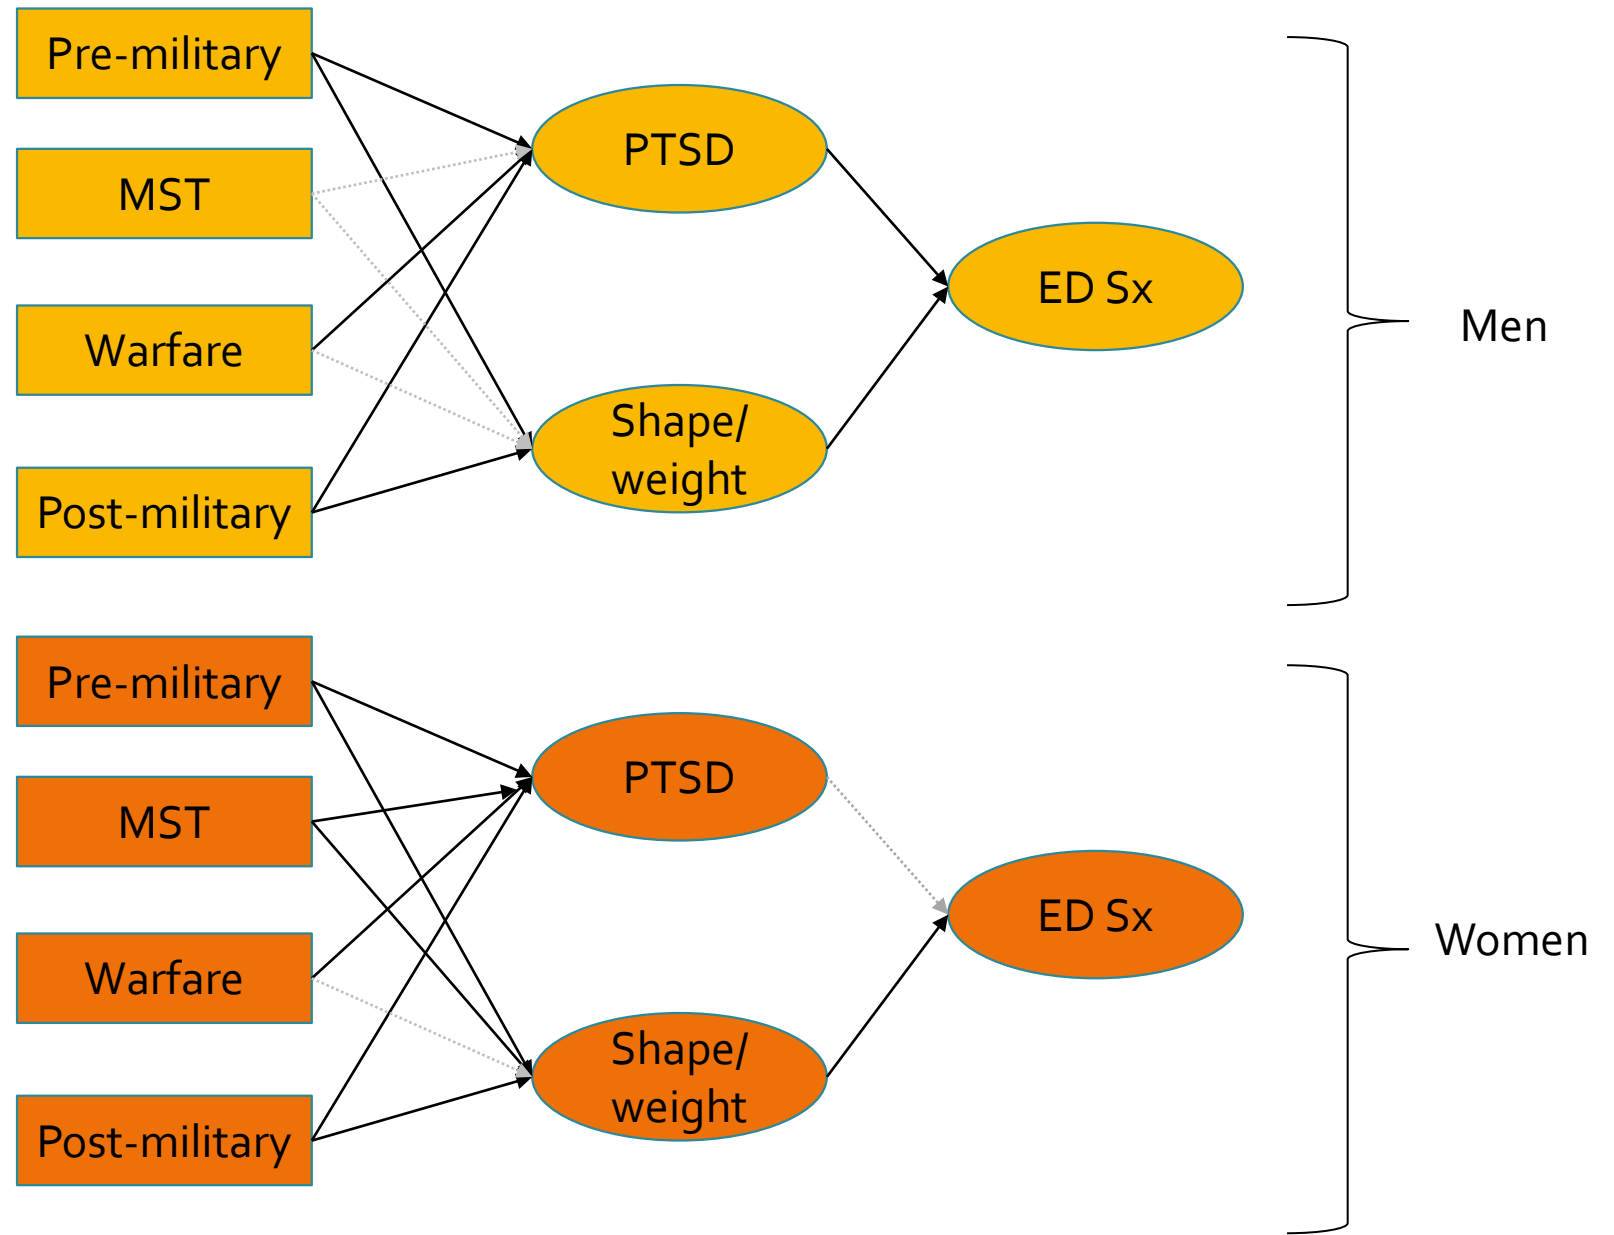 Pre-military
MST
Warfare
Post-military
PTSD
Shape/
weight
ED Sx
Men
Pre-military
MST
Warfare
Post-military
PTSD
Shape/
weight
ED Sx
Women